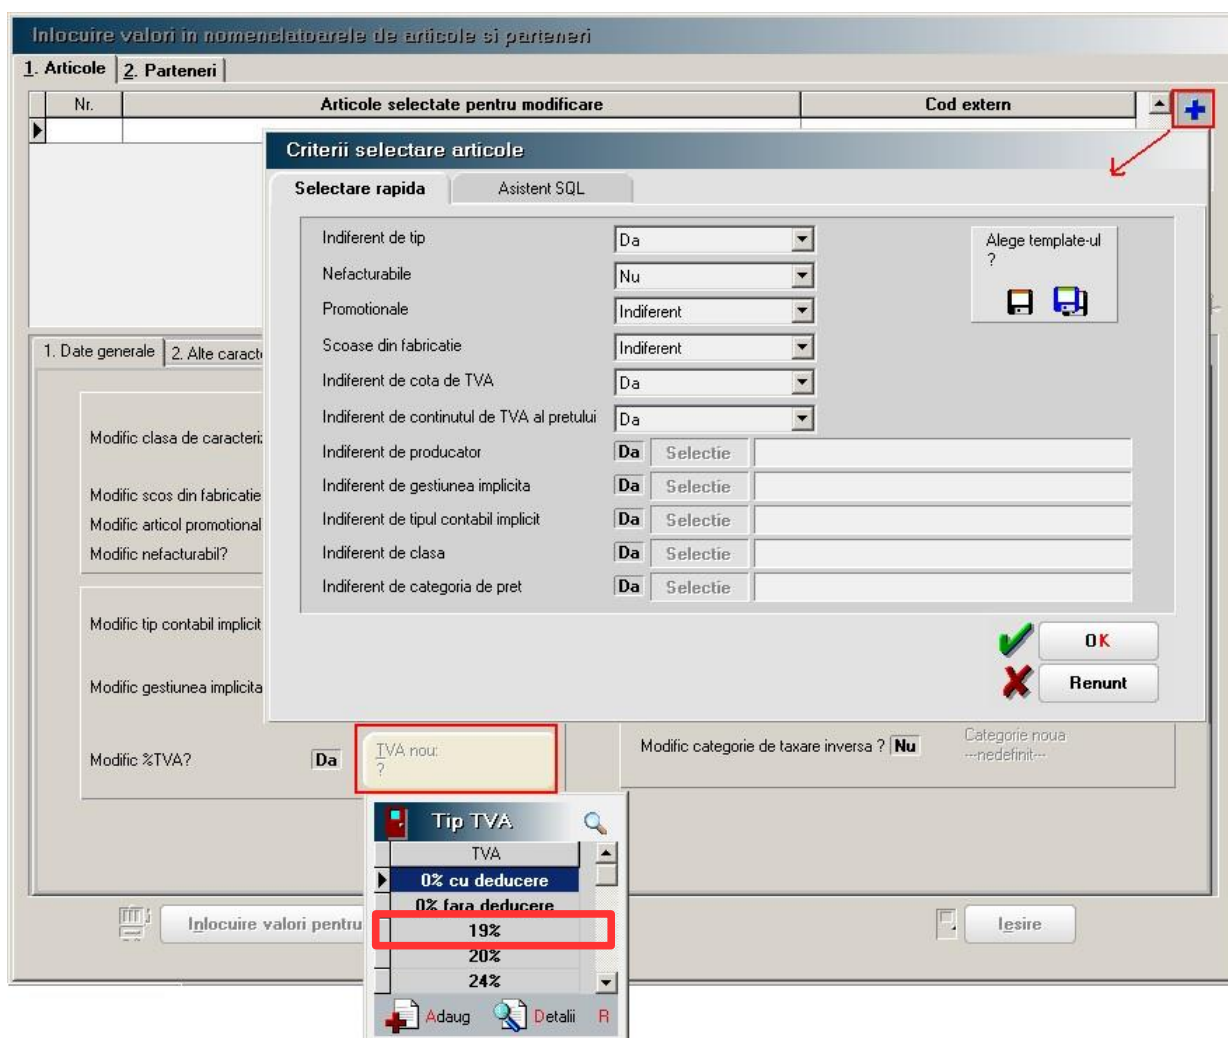 Inlocuire valori in nomenclatoarele de articole si parteneri
1. Articole 2. Parteneri
Nr. Articole selectate pentru modificare Cod extern
Criterii selectare articole
Selectare rapida Asistent SQL
Indiferent de tip Da
Nefacturabile Nu
Promotionale Indiferent
Scoase din fabricatie Indiferent
Indiferent de cota de TVA Da
Indiferent de continutul de TVA al pretului Da
Indiferent de producator Da Selectie
Indiferent de gestiunea implicita Da Selectie
Indiferent de tipul contabil implicit Da Selectie
Indiferent de clasa Da Selectie
Indiferent de categoria de pret Da Selectie
Alege template-ul
?
OK
Renunt
1. Date generale 2. Alte caracte
Modific clasa de caracteri
Modific scos din fabricatie
Modific articol promotional
Modific nefacturabil?
Modific tip contabil implicit
Modific gestiunea implicita
Modific %TVA? Da
TVA nou:
?
Modific categorie de taxare inversa ? Nu
Categorie noua
---nedefinit---
Tip TVA
TVA
0% cu deducere
0% fara deducere
19%
20%
24%
Adaug Detalii R
Inlocuire valori pentru
Iesire